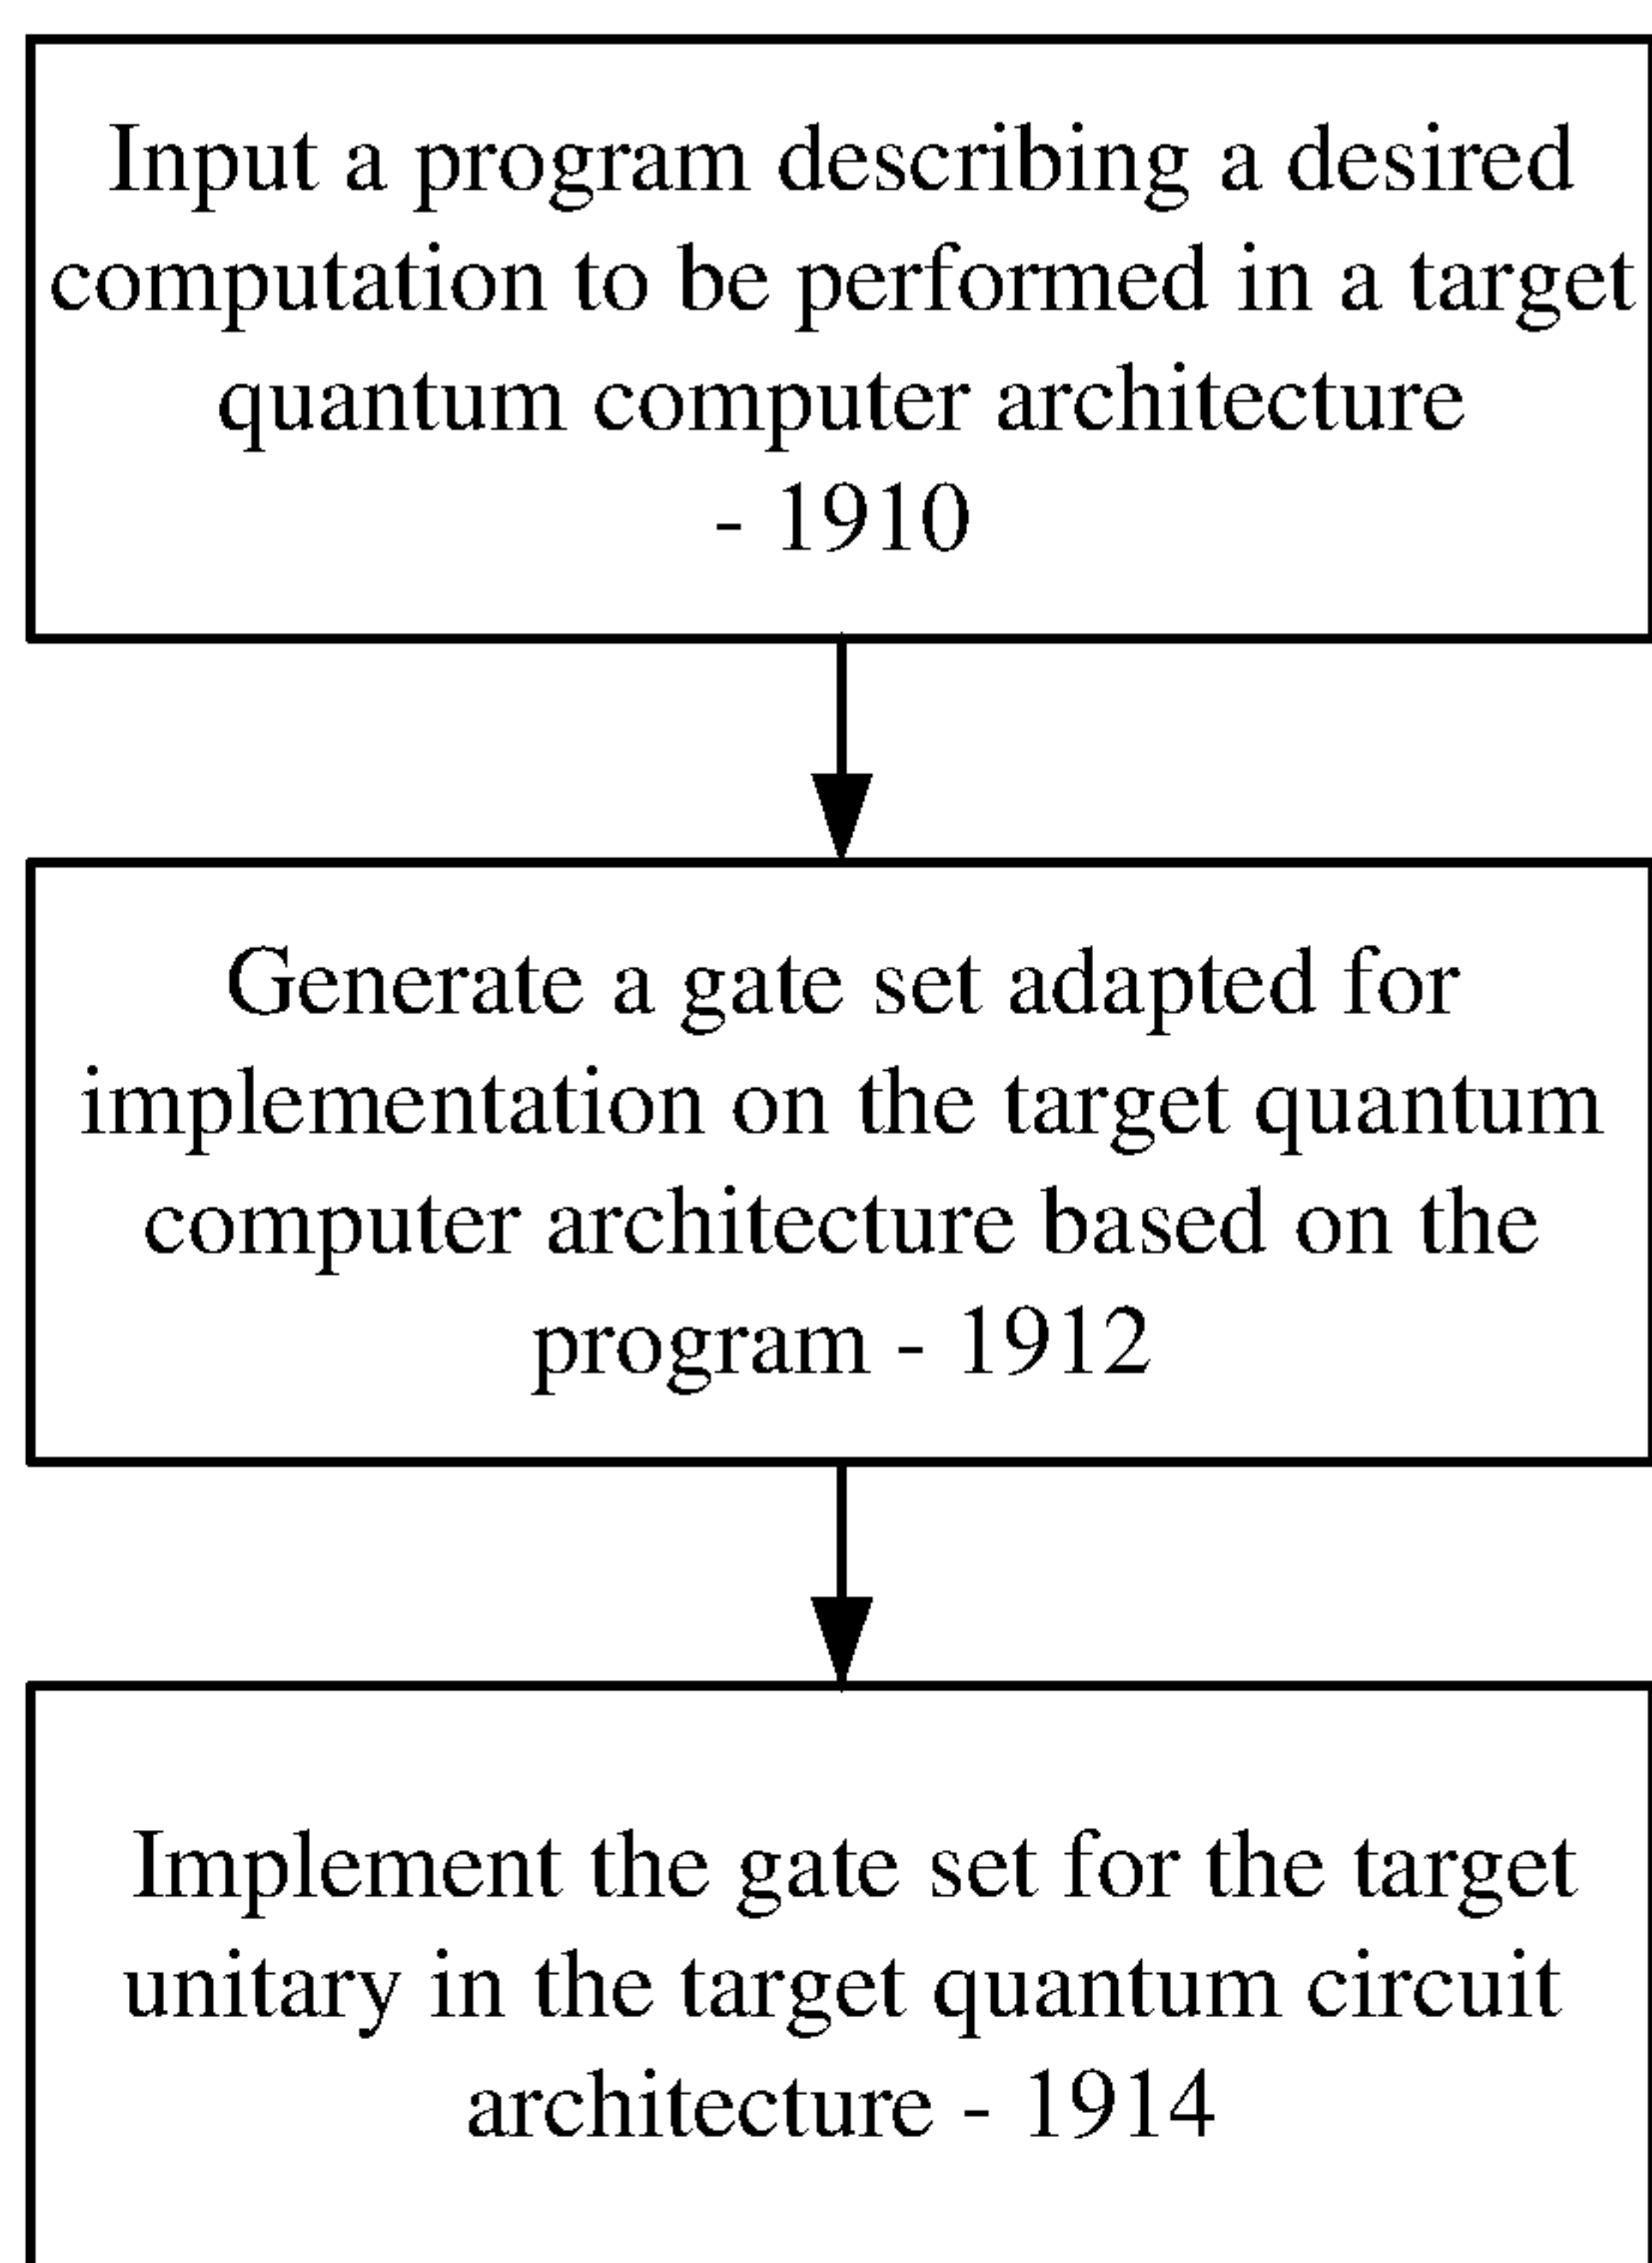 Input a program describing a desired
computation to be performed in a target
quantum computer architecture
- 1910
Generate a gate set adapted for
implementation on the target quantum
computer architecture based on the
program - 1912
Implement the gate set for the target
unitary in the target quantum circuit
architecture - 1914